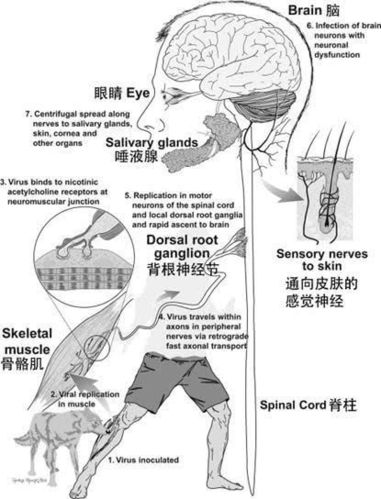 Brain 脑
6. Infection of brain
neurons with
neuronal
dysfunction
眼睛 Eye
7. Centrifugal spread along
nerves to salivary glands,
skin, cornea and
other organs
Salivary glands
唾液腺
3. Virus binds to nicotinic
acetylcholine receptors at
neuromuscular junction
5. Replication in motor
neurons of the spinal cord
and local dorsal root ganglia
and rapid ascent to brain
Dorsal root
ganglion
背根神经节
Sensory nerves
to skin
通向皮肤的
感觉神经
4. Virus travels within
axons in peripheral
nerves via retrograde
fast axonal transport
Skeletal
muscle
骨骼肌
2. Viral replication
in muscle
Spinal Cord 脊柱
1. Virus inoculated